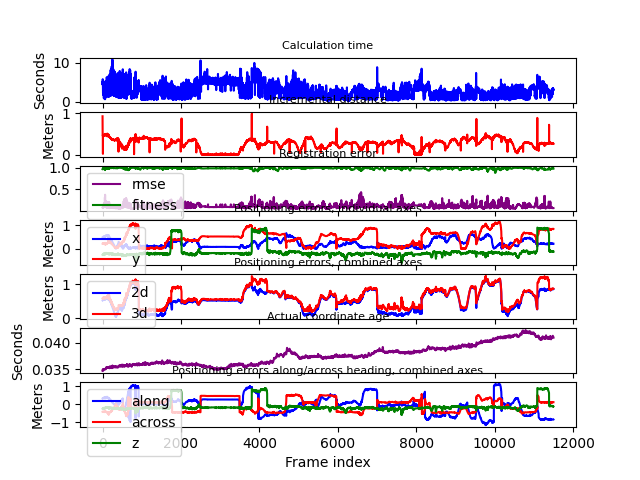 Calculation time
10
0
Seconds
Incremental distance
1
0
Meters
Registration error
1.0
0.5
rmse
fitness
Positioning errors, individual axes
1
0
Meters
x
y
Positioning errors, combined axes
1
0
Meters
2d
3d
Actual coordinate age
0.040
0.035
Seconds
Positioning errors along/across heading, combined axes
1
0
−1
Meters
along
across
z
0 2000 4000 6000 8000 10000 12000
Frame index